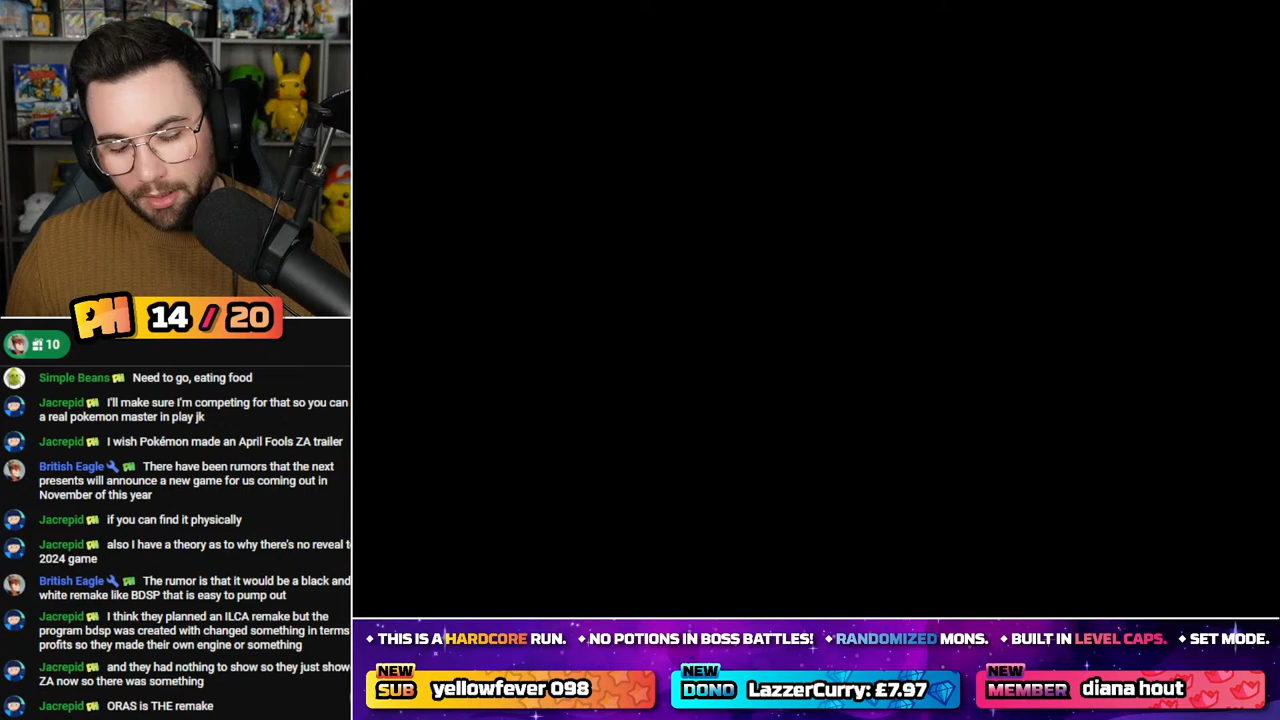 PH 14 / 20
10
Simple Beans Need to go, eating food
Jacrepid I'll make sure I'm competing for that so you can
a real pokemon master in play jk
Jacrepid I wish Pokémon made an April Fools ZA trailer
British Eagle There have been rumors that the next
presents will announce a new game for us coming out in
November of this year
Jacrepid if you can find it physically
Jacrepid also I have a theory as to why there's no reveal t
2024 game
British Eagle The rumor is that it would be a black and
white remake like BDSP that is easy to pump out
Jacrepid I think they planned an ILCA remake but the
program bdsp was created with changed something in terms
profits so they made their own engine or something
Jacrepid and they had nothing to show so they just show
ZA now so there was something
Jacrepid ORAS is THE remake
THIS IS A HARDCORE RUN. NO POTIONS IN BOSS BATTLES! RANDOMIZED MONS. BUILT IN LEVEL CAPS. SET MODE.
NEW SUB yellowfever 098
NEW DONO LazzerCurry: £7.97
NEW MEMBER diana hout